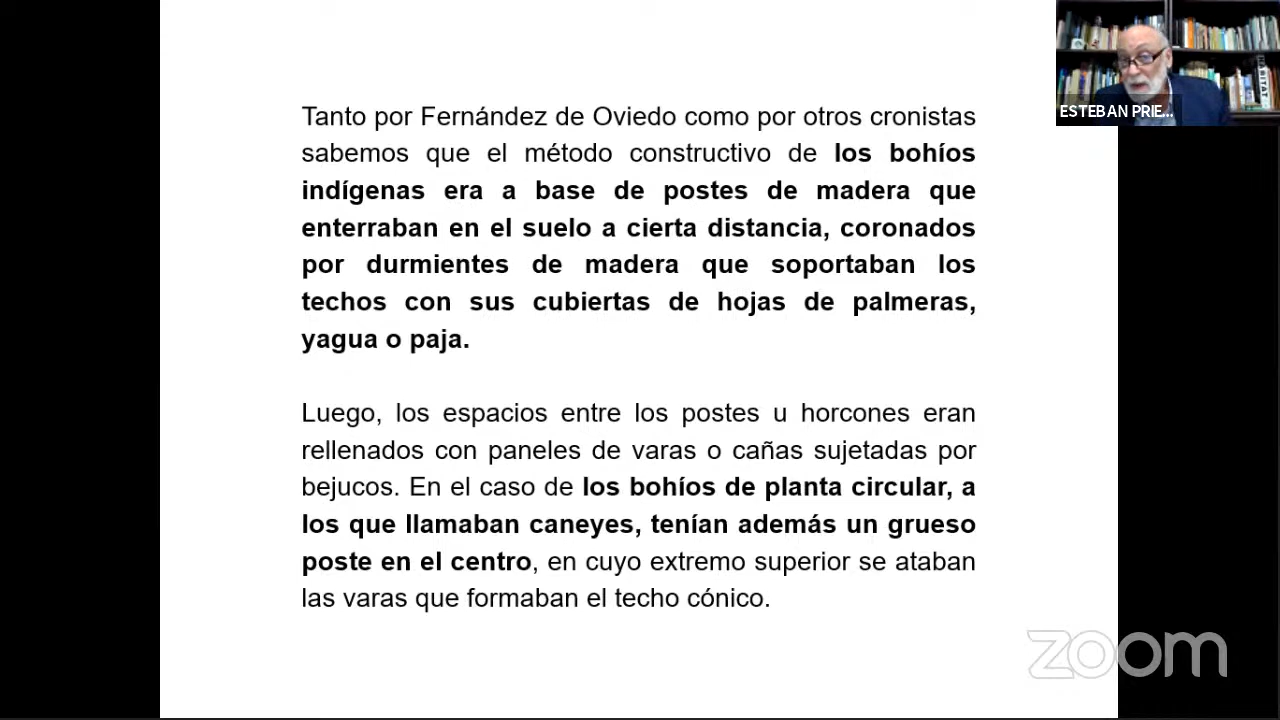 Tanto por Fernández de Oviedo como por otros cronistas
sabemos que el método constructivo de los bohíos
indígenas era a base de postes de madera que
enterraban en el suelo a cierta distancia, coronados
por durmientes de madera que soportaban los
techos con sus cubiertas de hojas de palmeras,
yagua o paja.
Luego, los espacios entre los postes u horcones eran
rellenados con paneles de varas o cañas sujetadas por
bejucos. En el caso de los bohíos de planta circular, a
los que llamaban caneyes, tenían además un grueso
poste en el centro, en cuyo extremo superior se ataban
las varas que formaban el techo cónico.
ESTEBAN PRIE...
zoom